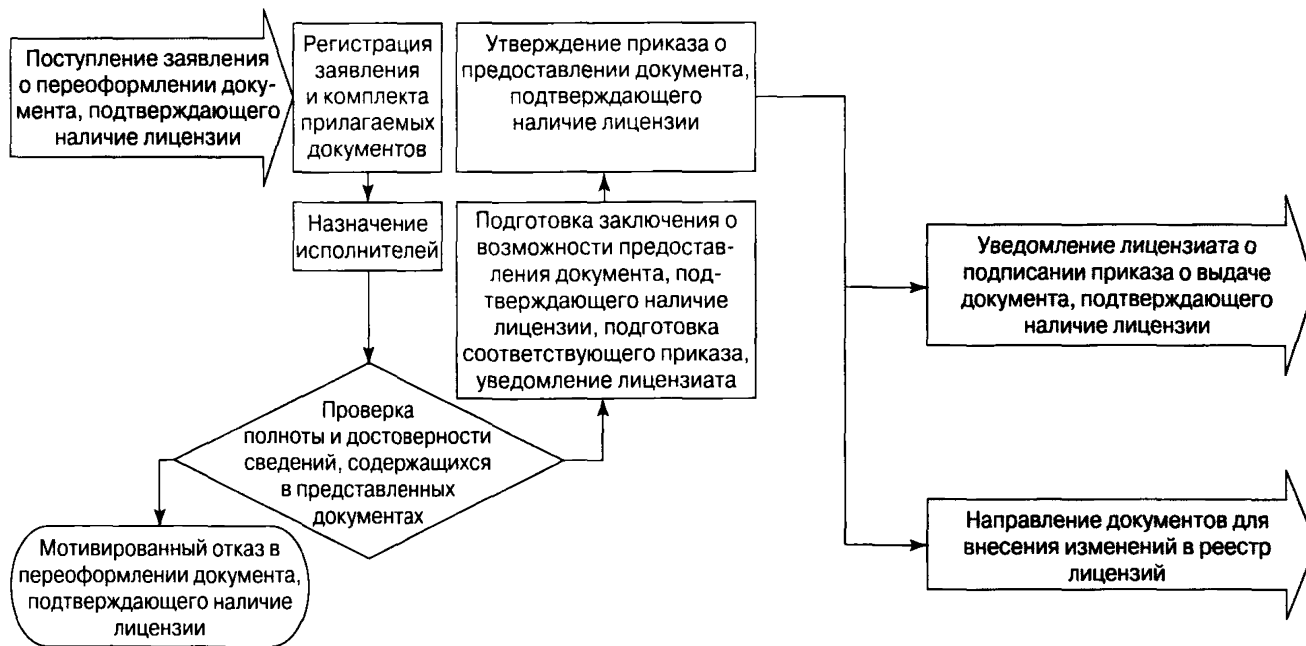 Поступление заявления
о переоформлении доку-
мента, подтверждающего
наличие лицензии
Регистрация
заявления
и комплекта
прилагаемых
документов
Назначение
исполнителей
Проверка
полноты и достоверности
сведений, содержащихся
в представленных
документах
Мотивированный отказ в
переоформлении документа,
подтверждающего наличие
лицензии
Подготовка заключения о
возможности предостав-
ления документа, под-
тверждающего наличие
лицензии, подготовка
соответствующего приказа,
уведомление лицензиата
Утверждение приказа о
предоставлении документа,
подтверждающего
наличие лицензии
Уведомление лицензиата о
подписании приказа о выдаче
документа, подтверждающего
наличие лицензии
Направление документов для
внесения изменений в реестр
лицензий